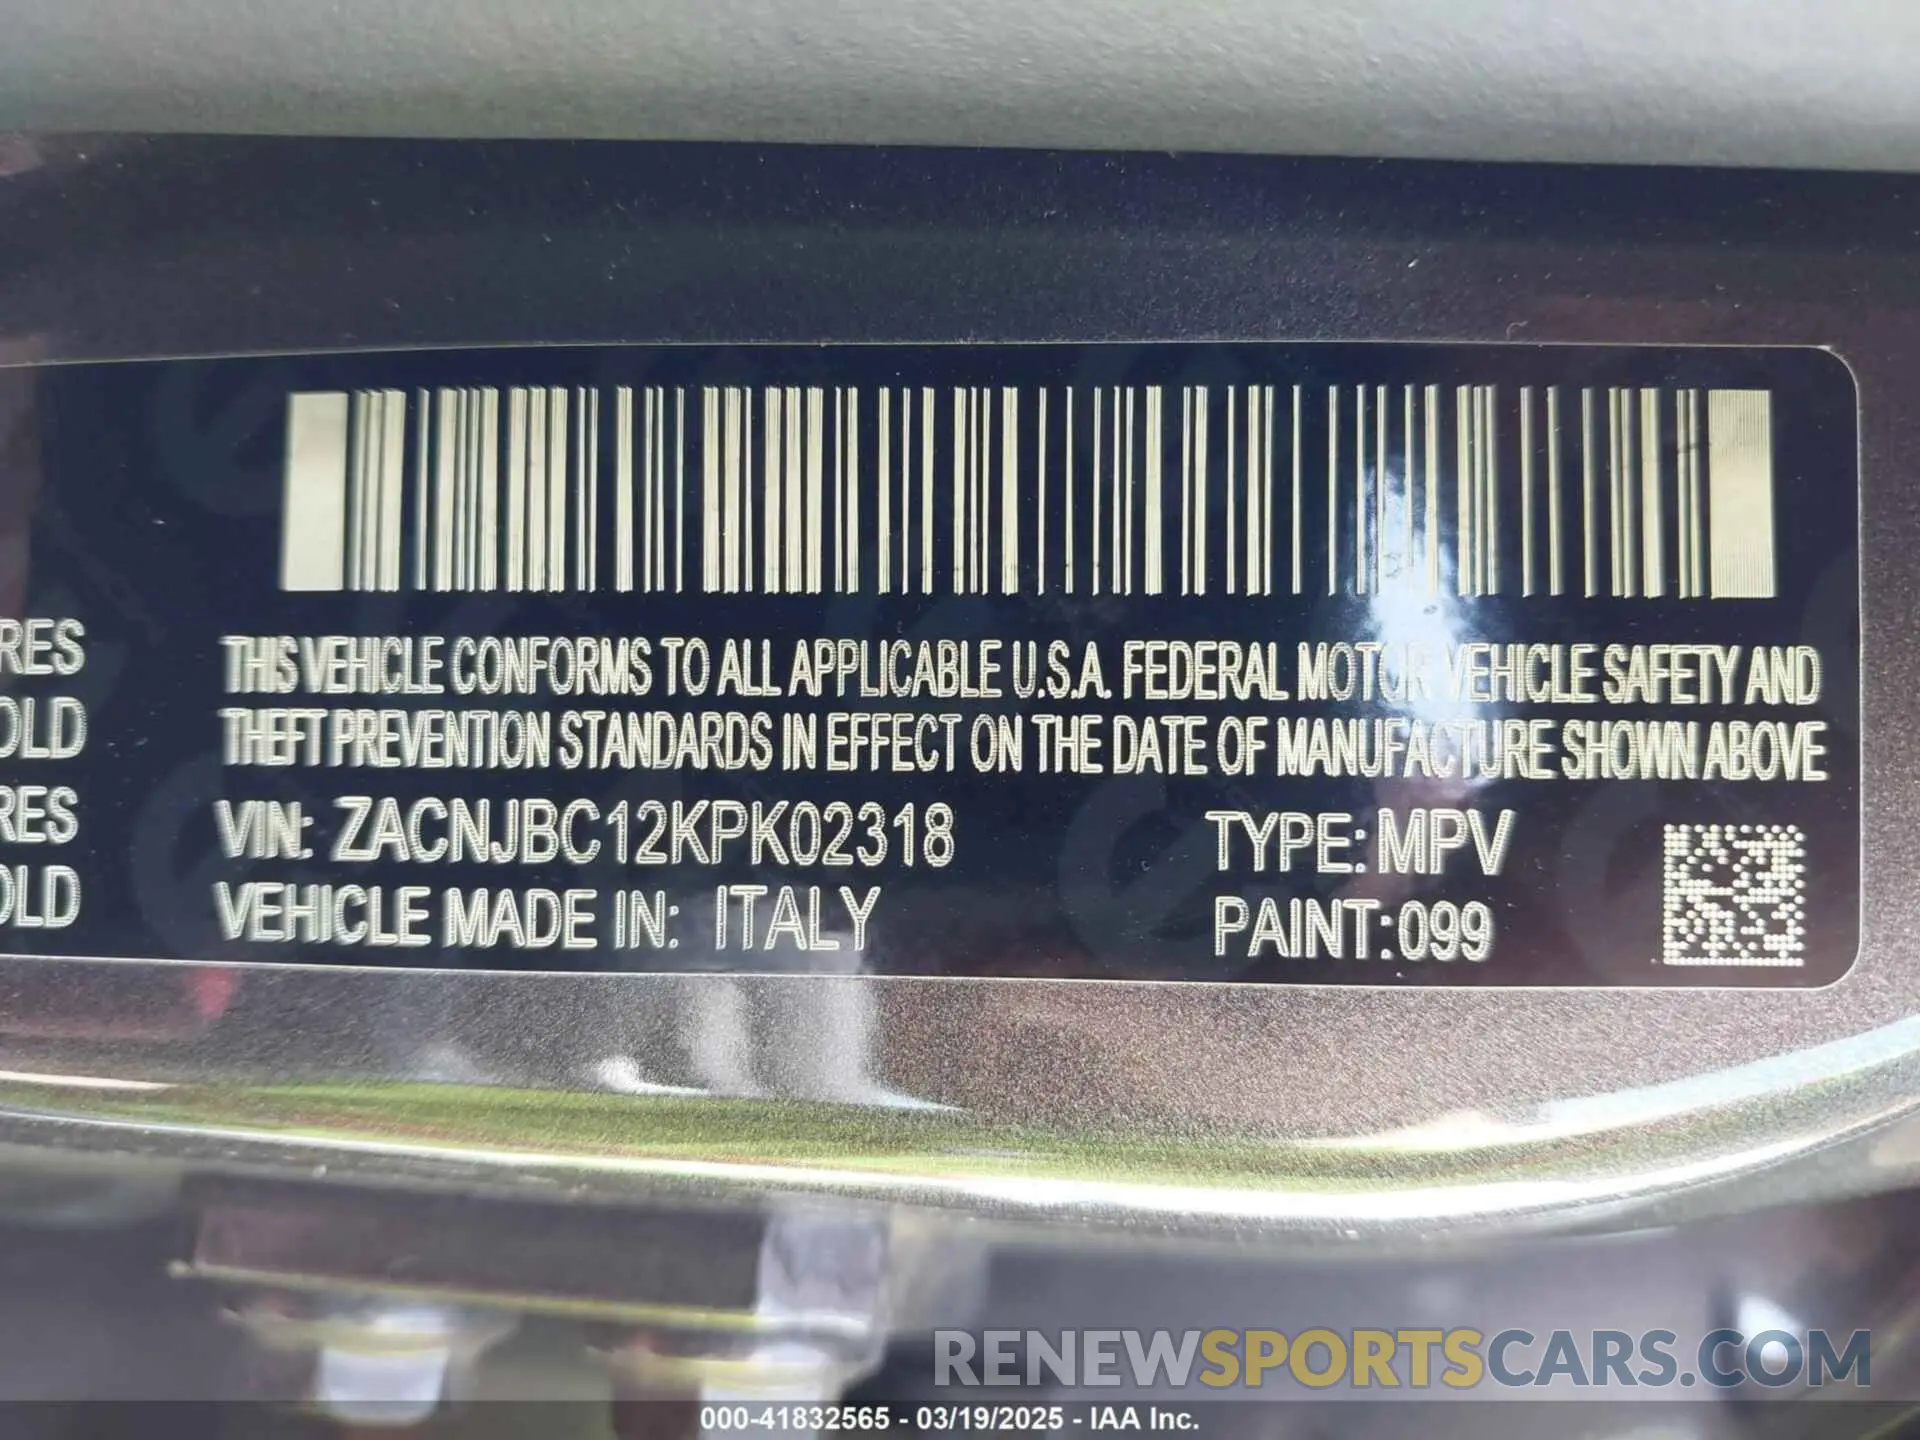 RES
OLD
RES
OLD
THIS VEHICLE CONFORMS TO ALL APPLICABLE U.S.A. FEDERAL MOTOR VEHICLE SAFETY AND
THEFT PREVENTION STANDARDS IN EFFECT ON THE DATE OF MANUFACTURE SHOWN ABOVE
VIN: ZACNJBC12KPK02318 TYPE: MPV
VEHICLE MADE IN: ITALY PAINT: 099
RENEWSPORTSCARS.COM
000-41832565 - 03/19/2025 - IAA Inc.